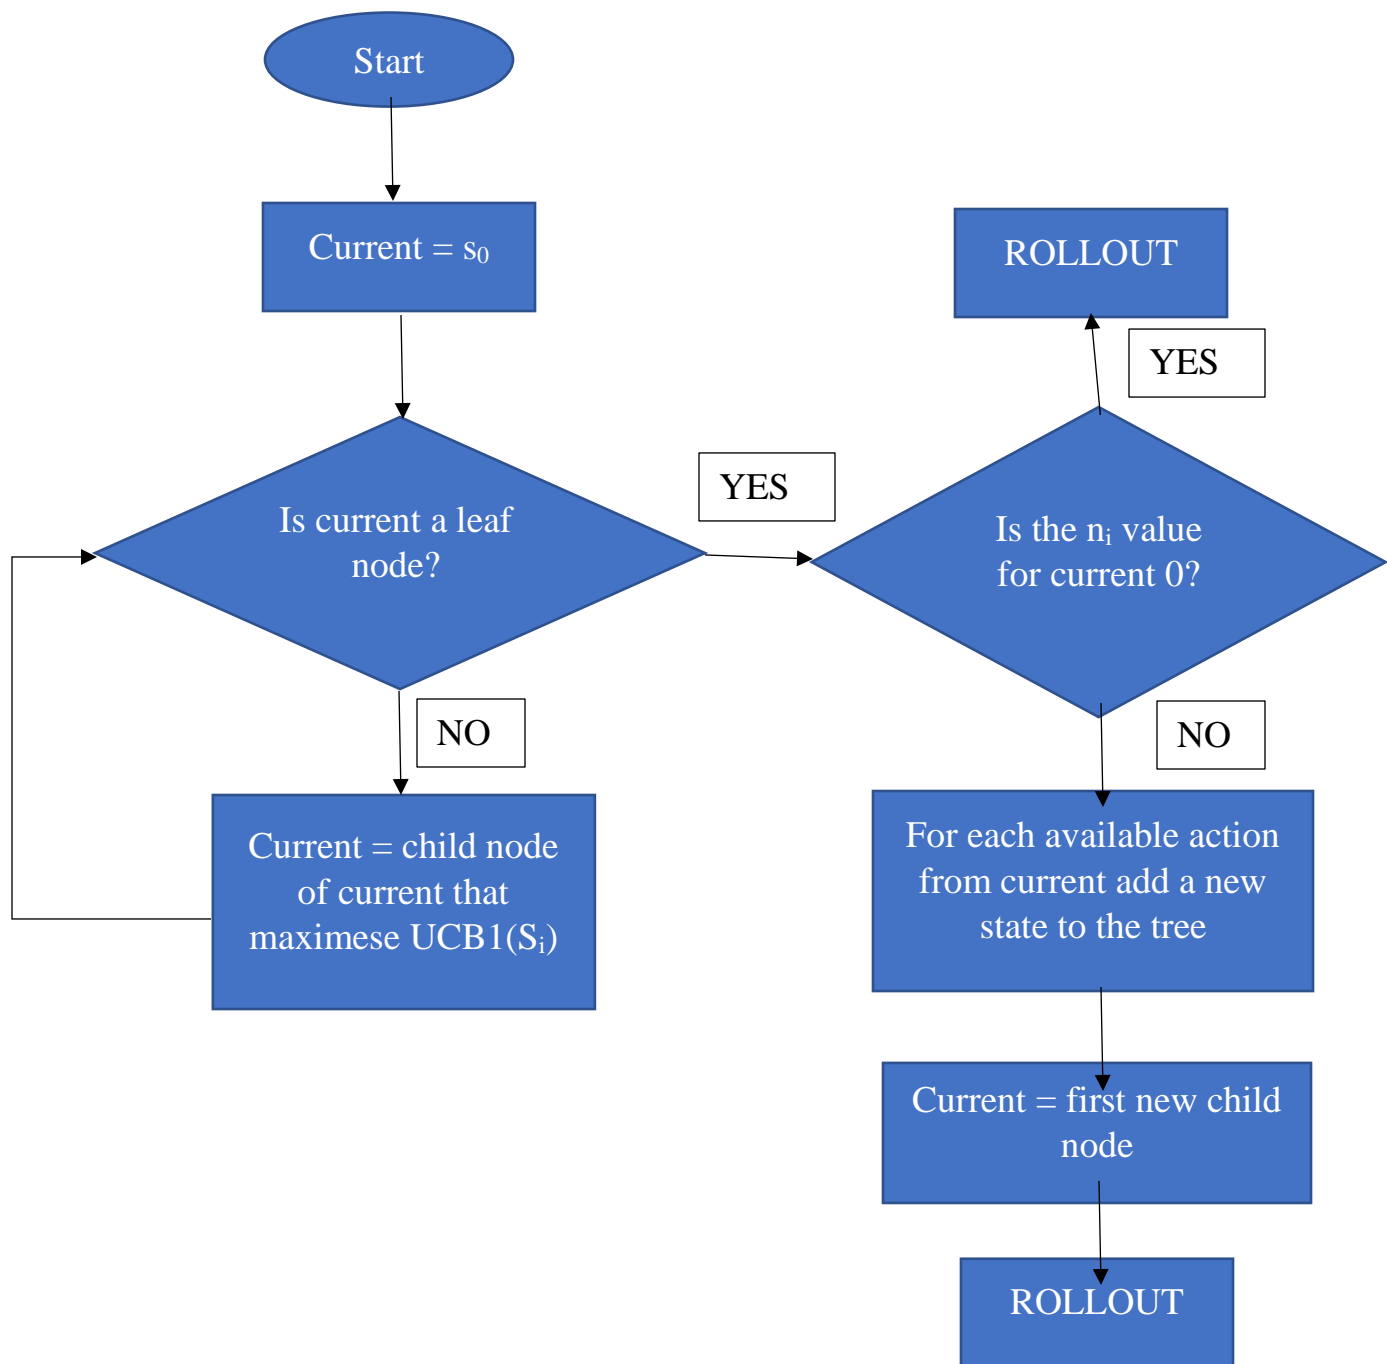 Start
Current = s₀
Is current a leaf
node?
NO
Current = child node
of current that
maximese UCB1(Sᵢ)
YES
Is the nᵢ value
for current 0?
YES
ROLLOUT
NO
For each available action
from current add a new
state to the tree
Current = first new child
node
ROLLOUT